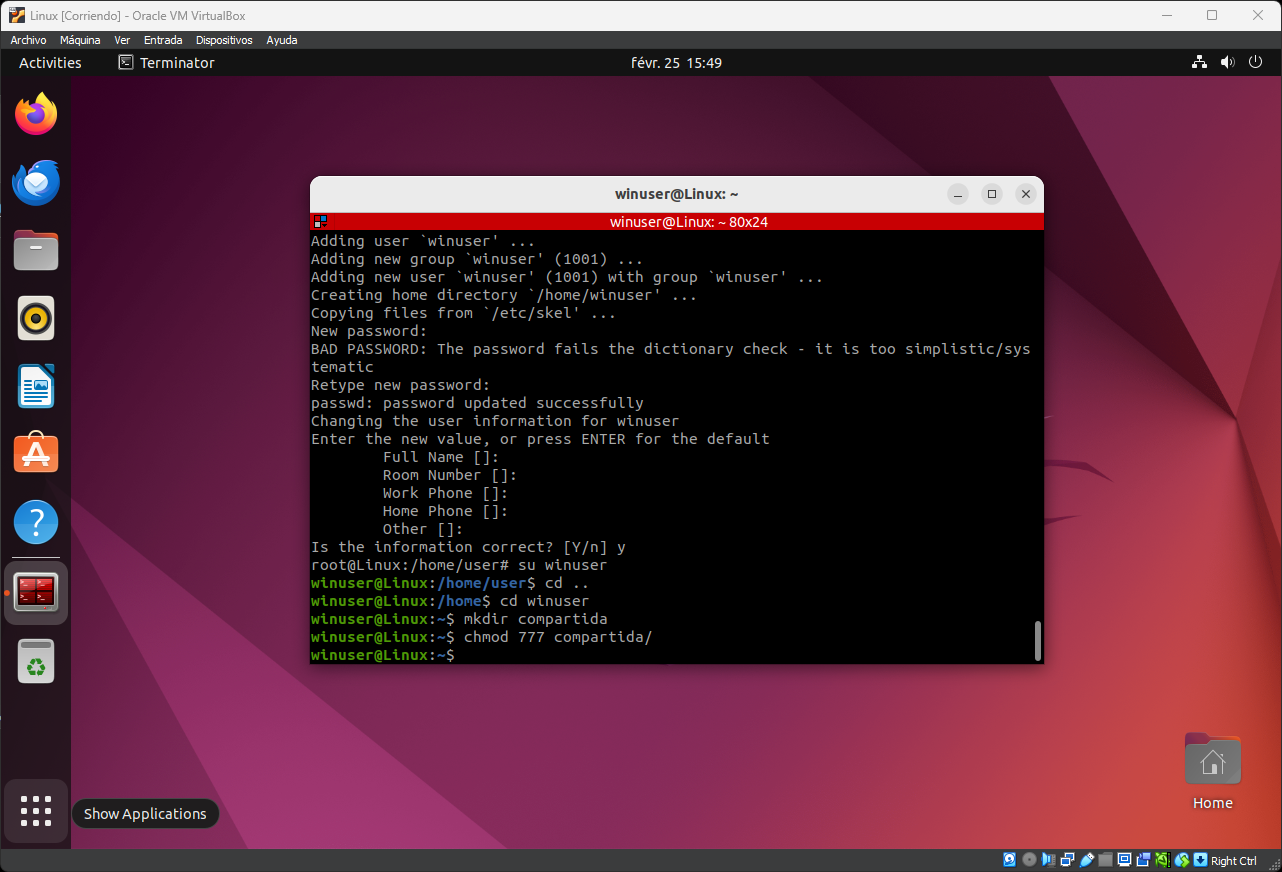 Linux [Corriendo] - Oracle VM VirtualBox
Archivo Máquina Ver Entrada Dispositivos Ayuda
Activities Terminator févr. 25 15:49
winuser@Linux: ~
winuser@Linux: ~ 80x24
Adding user `winuser' ...
Adding new group `winuser' (1001) ...
Adding new user `winuser' (1001) with group `winuser' ...
Creating home directory `/home/winuser' ...
Copying files from `/etc/skel' ...
New password:
BAD PASSWORD: The password fails the dictionary check - it is too simplistic/sys
tematic
Retype new password:
passwd: password updated successfully
Changing the user information for winuser
Enter the new value, or press ENTER for the default
Full Name []:
Room Number []:
Work Phone []:
Home Phone []:
Other []:
Is the information correct? [Y/n] y
root@Linux:/home/user# su winuser
winuser@Linux:/home/user$ cd ..
winuser@Linux:/home$ cd winuser
winuser@Linux:~$ mkdir compartida
winuser@Linux:~$ chmod 777 compartida/
winuser@Linux:~$
Home
Show Applications
Right Ctrl